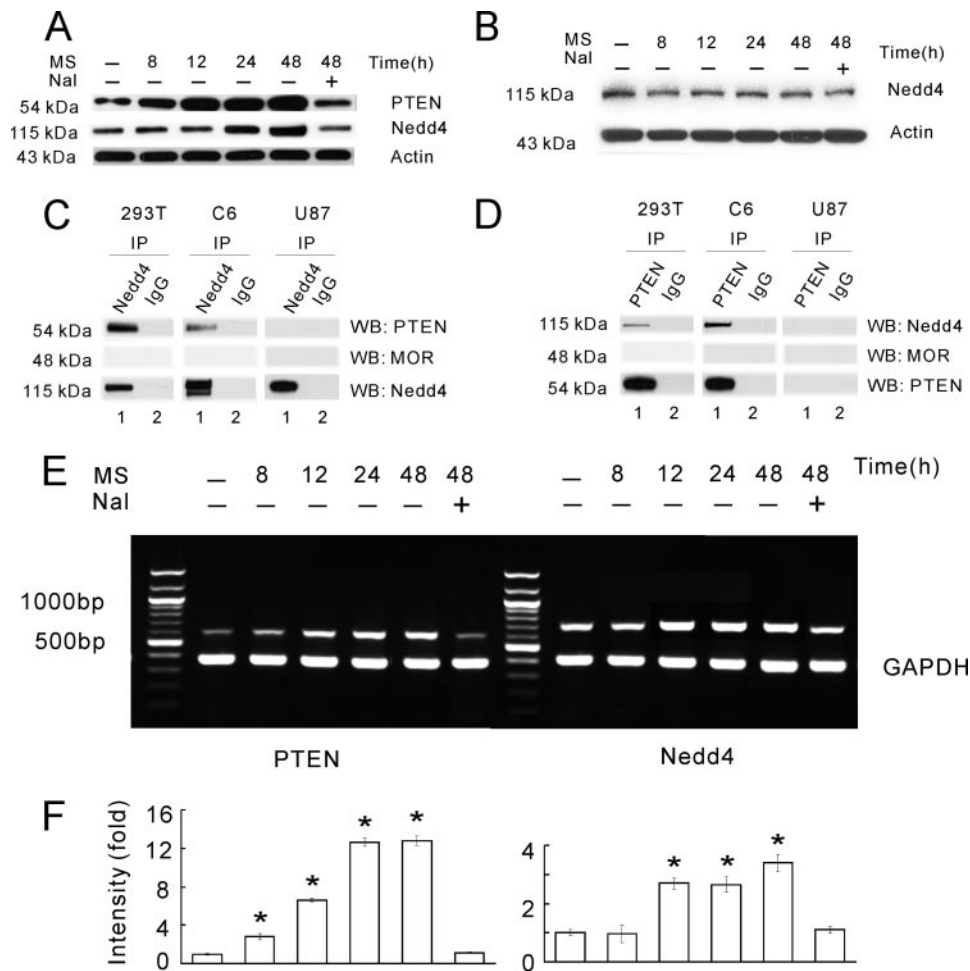 A
MS – 8 12 24 48 48 Time(h)
Nal – – – – – +
54 kDa PTEN
115 kDa Nedd4
43 kDa Actin
B
MS – 8 12 24 48 48 Time(h)
Nal – – – – – +
115 kDa Nedd4
43 kDa Actin
C
293T C6 U87
IP IP IP
Nedd4 IgG Nedd4 IgG Nedd4 IgG
54 kDa WB: PTEN
48 kDa WB: MOR
115 kDa WB: Nedd4
1 2 1 2 1 2
D
293T C6 U87
IP IP IP
PTEN IgG PTEN IgG PTEN IgG
115 kDa WB: Nedd4
48 kDa WB: MOR
54 kDa WB: PTEN
1 2 1 2 1 2
E
MS – 8 12 24 48 48 – 8 12 24 48 48 Time(h)
Nal – – – – – + – – – – – +
1000bp
500bp
GAPDH
PTEN Nedd4
F
Intensity (fold)
16
12
8
4
0
* * * *
4
2
0
* * *